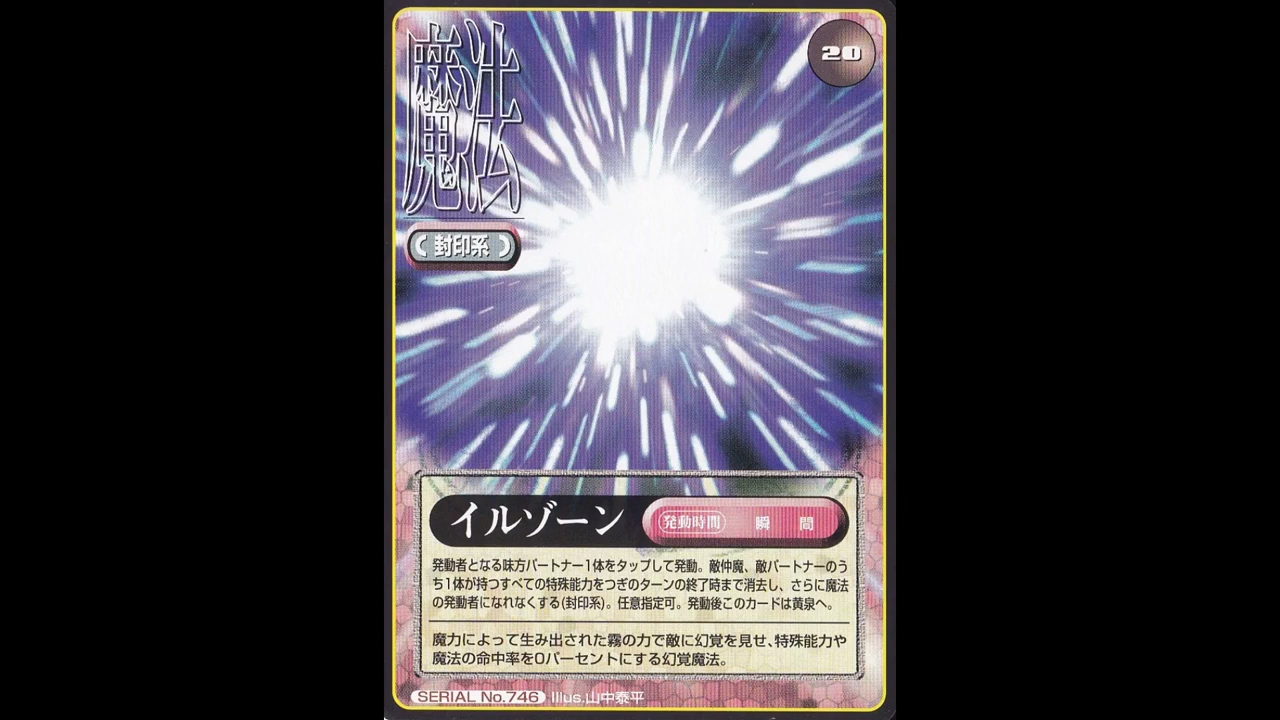 魔法
20
封印系
イルゾーン
発動時間 瞬間
発動者となる味方パートナー1体をタップして発動。敵仲魔、敵パートナーのう
ち1体が持つすべての特殊能力をつぎのターンの終了時まで消去し、さらに魔法
の発動者になれなくする(封印系)。任意指定可。発動後このカードは黄泉へ。
魔力によって生み出された霧の力で敵に幻覚を見せ、特殊能力や
魔法の命中率を0パーセントにする幻覚魔法。
SERIAL No.746 Illus.山中泰平